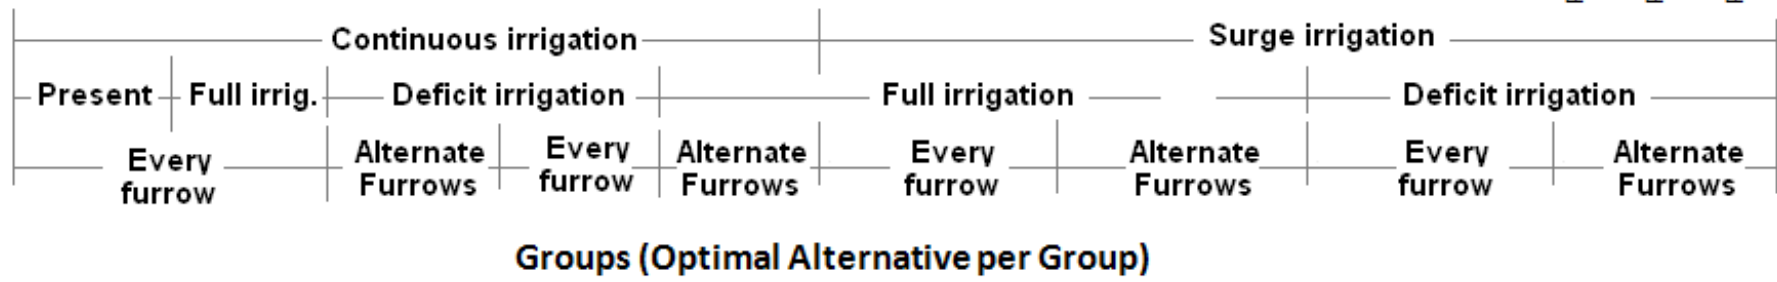 Continuous irrigation Surge irrigation
Present Full irrig. Deficit irrigation Full irrigation Deficit irrigation
Every furrow Alternate Furrows Every furrow Alternate Furrows Every furrow Alternate Furrows Every furrow Alternate Furrows
Groups (Optimal Alternative per Group)